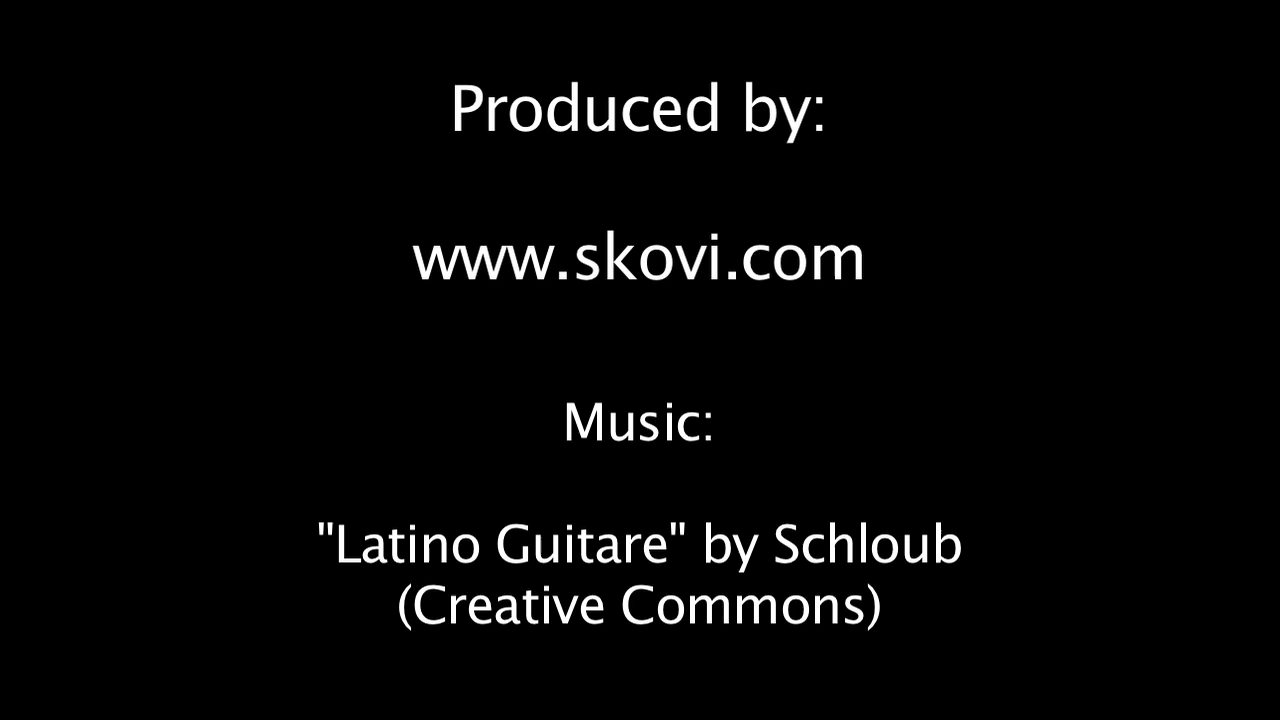 Produced by:
www.skovi.com
Music:
"Latino Guitare" by Schloub
(Creative Commons)